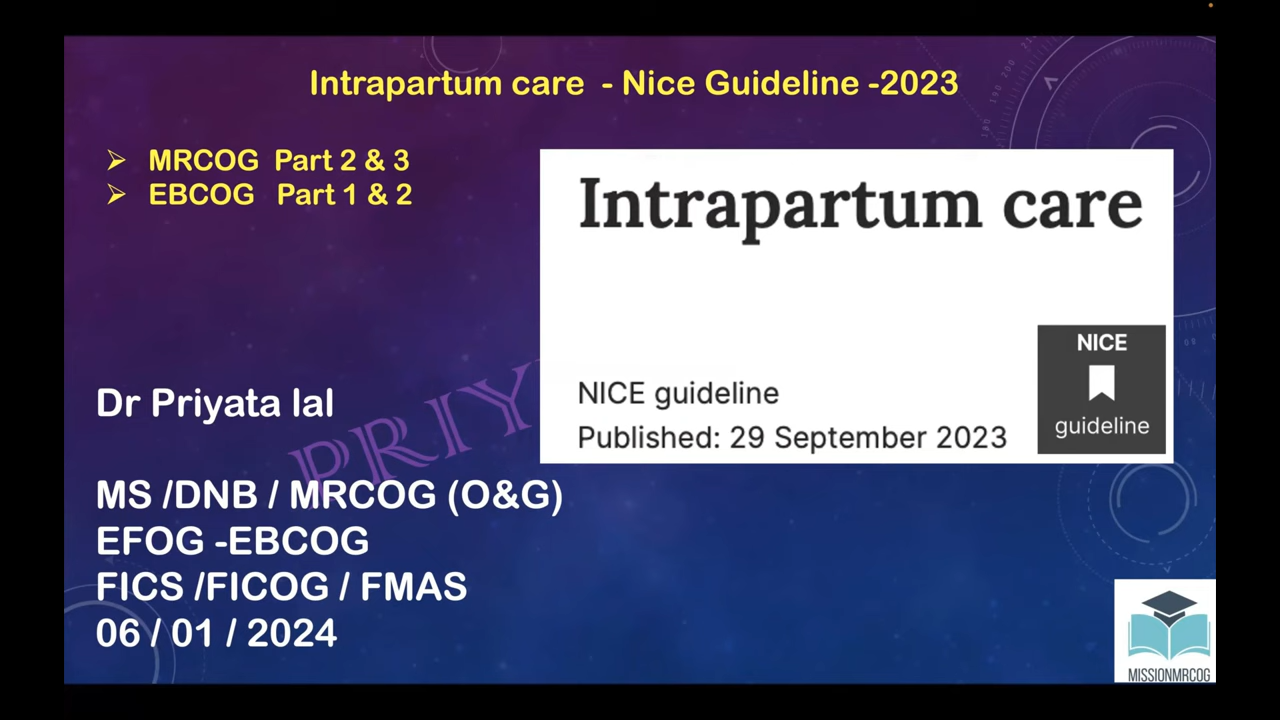 Intrapartum care - Nice Guideline -2023
➢ MRCOG Part 2 & 3
➢ EBCOG Part 1 & 2
Intrapartum care
NICE guideline
Published: 29 September 2023
NICE
guideline
Dr Priyata lal
PRIY
MS /DNB / MRCOG (O&G)
EFOG -EBCOG
FICS /FICOG / FMAS
06 / 01 / 2024
MISSIONMRCOG